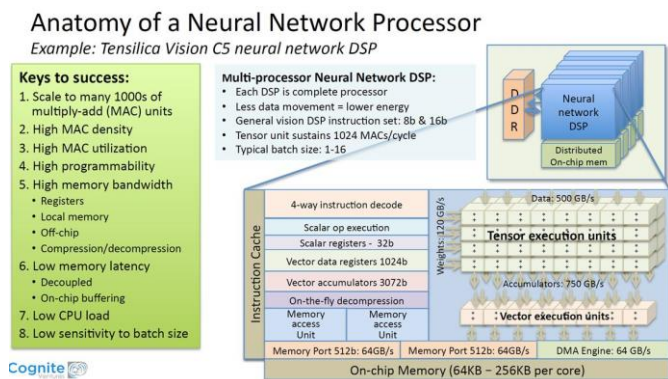 Anatomy of a Neural Network Processor
Example: Tensilica Vision C5 neural network DSP
Keys to success:
1. Scale to many 1000s of
multiply-add (MAC) units
2. High MAC density
3. High MAC utilization
4. High programmability
5. High memory bandwidth
• Registers
• Local memory
• Off-chip
• Compression/decompression
6. Low memory latency
• Decoupled
• On-chip buffering
7. Low CPU load
8. Low sensitivity to batch size
Multi-processor Neural Network DSP:
• Each DSP is complete processor
• Less data movement = lower energy
• General vision DSP instruction set: 8b & 16b
• Tensor unit sustains 1024 MACs/cycle
• Typical batch size: 1-16
DDR
Neural
network
DSP
Distributed
On-chip mem
Instruction Cache
4-way instruction decode
Scalar op execution
Scalar registers - 32b
Vector data registers 1024b
Vector accumulators 3072b
On-the-fly decompression
Memory
access
Unit
Memory
access
Unit
Weights: 120 GB/s
Data: 500 GB/s
Tensor execution units
Accumulators: 750 GB/s
Vector execution units
Memory Port 512b: 64GB/s
Memory Port 512b: 64GB/s
DMA Engine: 64 GB/s
On-chip Memory (64KB – 256KB per core)
Cognite